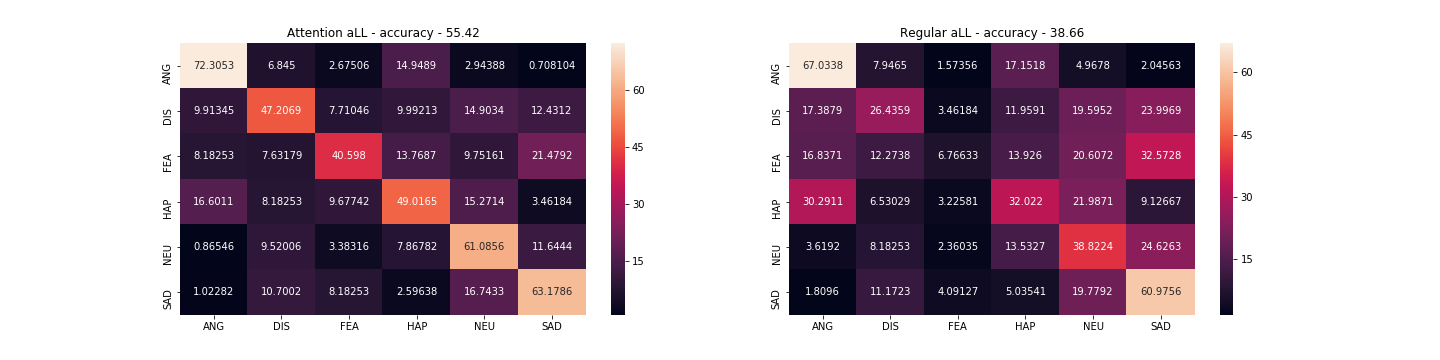 Attention aLL - accuracy - 55.42
ANG 72.3053 6.845 2.67506 14.9489 2.94388 0.708104
DIS 9.91345 47.2069 7.71046 9.99213 14.9034 12.4312
FEA 8.18253 7.63179 40.598 13.7687 9.75161 21.4792
HAP 16.6011 8.18253 9.67742 49.0165 15.2714 3.46184
NEU 0.86546 9.52006 3.38316 7.86782 61.0856 11.6444
SAD 1.02282 10.7002 8.18253 2.59638 16.7433 63.1786
ANG DIS FEA HAP NEU SAD
60
45
30
15
Regular aLL - accuracy - 38.66
ANG 67.0338 7.9465 1.57356 17.1518 4.9678 2.04563
DIS 17.3879 26.4359 3.46184 11.9591 19.5952 23.9969
FEA 16.8371 12.2738 6.76633 13.926 20.6072 32.5728
HAP 30.2911 6.53029 3.22581 32.022 21.9871 9.12667
NEU 3.6192 8.18253 2.36035 13.5327 38.8224 24.6263
SAD 1.8096 11.1723 4.09127 5.03541 19.7792 60.9756
ANG DIS FEA HAP NEU SAD
60
45
30
15